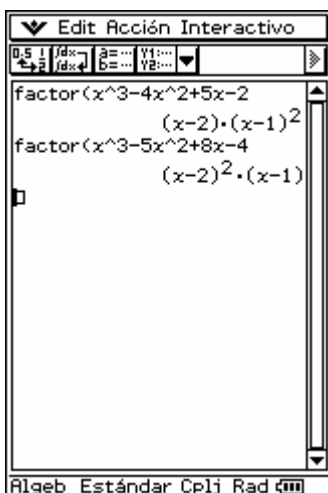 Edit Acción Interactivo
factor(x^3-4x^2+5x-2
(x-2)·(x-1)²
factor(x^3-5x^2+8x-4
(x-2)²·(x-1)
Algeb Estándar Cplj Rad